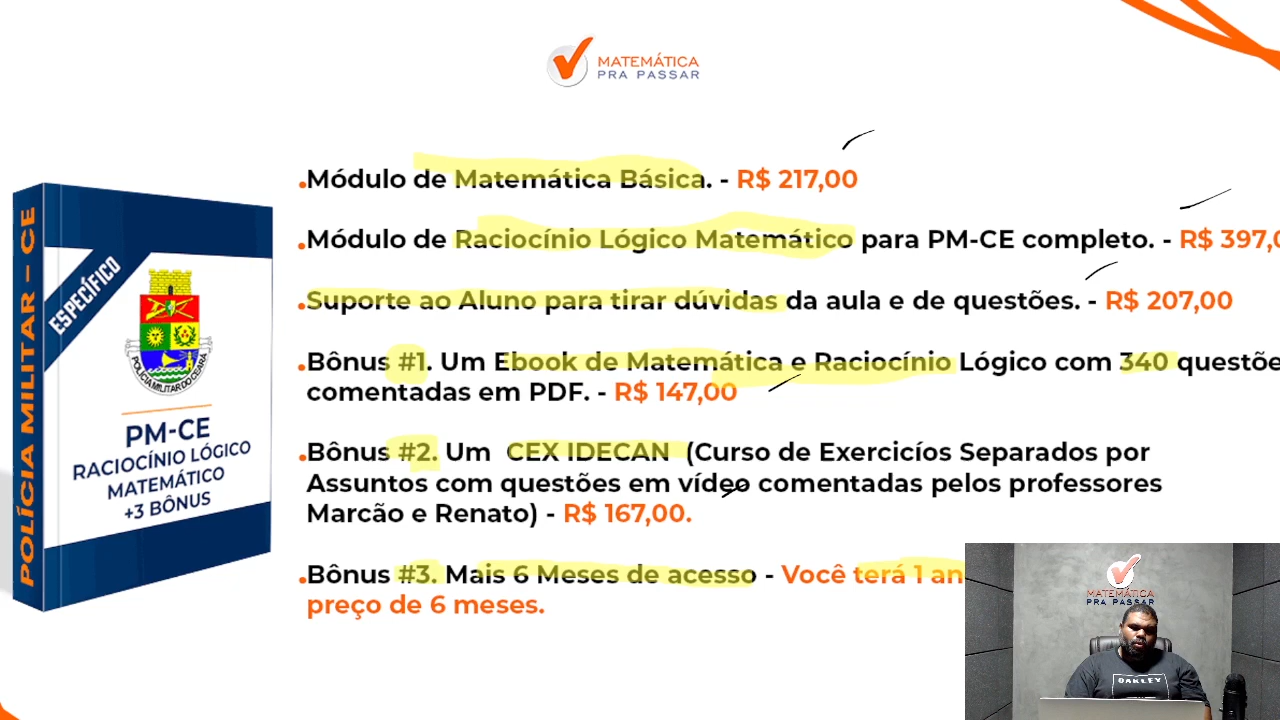 MATEMÁTICA
PRA PASSAR
.Módulo de Matemática Básica. - R$ 217,00
.Módulo de Raciocínio Lógico Matemático para PM-CE completo. - R$ 397,0
.Suporte ao Aluno para tirar dúvidas da aula e de questões. - R$ 207,00
.Bônus #1. Um Ebook de Matemática e Raciocínio Lógico com 340 questõe
comentadas em PDF. - R$ 147,00
.Bônus #2. Um CEX IDECAN (Curso de Exercicíos Separados por
Assuntos com questões em vídeo comentadas pelos professores
Marcão e Renato) - R$ 167,00.
.Bônus #3. Mais 6 Meses de acesso - Você terá 1 an
preço de 6 meses.
POLÍCIA MILITAR - CE
ESPECÍFICO
POLICIA MILITAR DO CEARÁ
PM-CE
RACIOCÍNIO LÓGICO
MATEMÁTICO
+3 BÔNUS
MATEMÁTICA
PRA PASSAR
OAKLEY